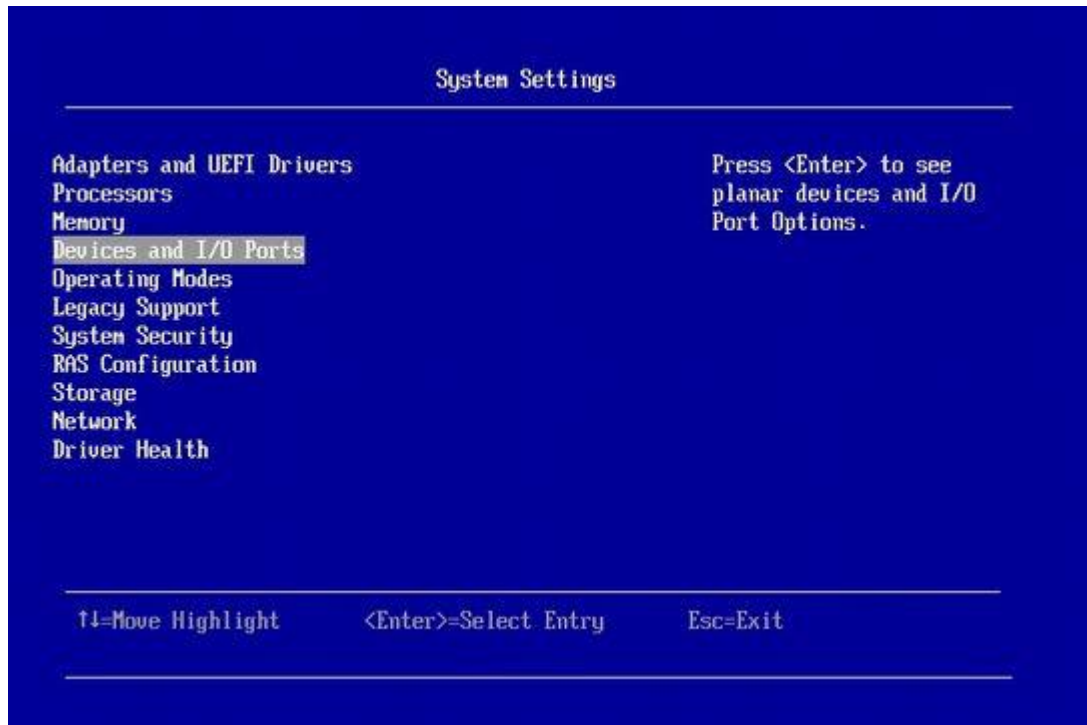 System Settings
Adapters and UEFI Drivers
Processors
Memory
Devices and I/O Ports
Operating Modes
Legacy Support
System Security
RAS Configuration
Storage
Network
Driver Health
Press <Enter> to see
planar devices and I/O
Port Options.
↑↓=Move Highlight <Enter>=Select Entry Esc=Exit